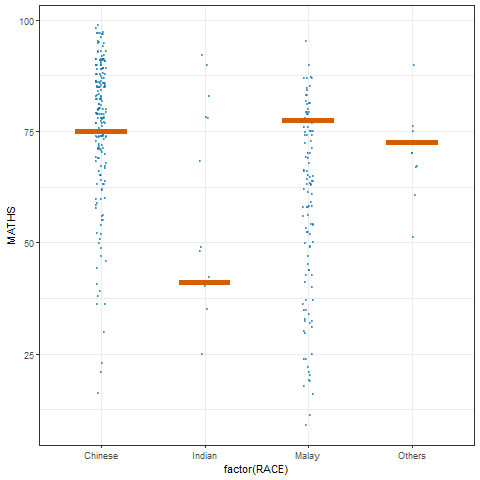 100
75
50
25
MATHS
Chinese
Indian
Malay
Others
factor(RACE)